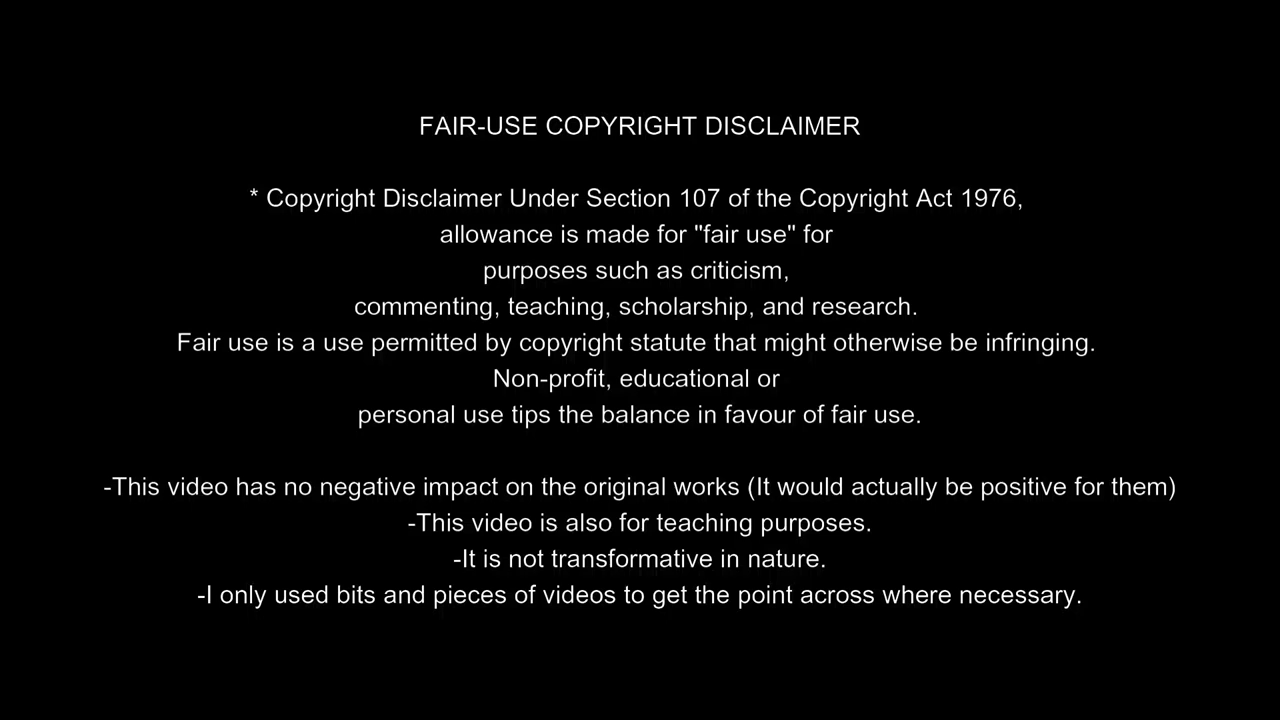 FAIR-USE COPYRIGHT DISCLAIMER
* Copyright Disclaimer Under Section 107 of the Copyright Act 1976,
allowance is made for "fair use" for
purposes such as criticism,
commenting, teaching, scholarship, and research.
Fair use is a use permitted by copyright statute that might otherwise be infringing.
Non-profit, educational or
personal use tips the balance in favour of fair use.
-This video has no negative impact on the original works (It would actually be positive for them)
-This video is also for teaching purposes.
-It is not transformative in nature.
-I only used bits and pieces of videos to get the point across where necessary.